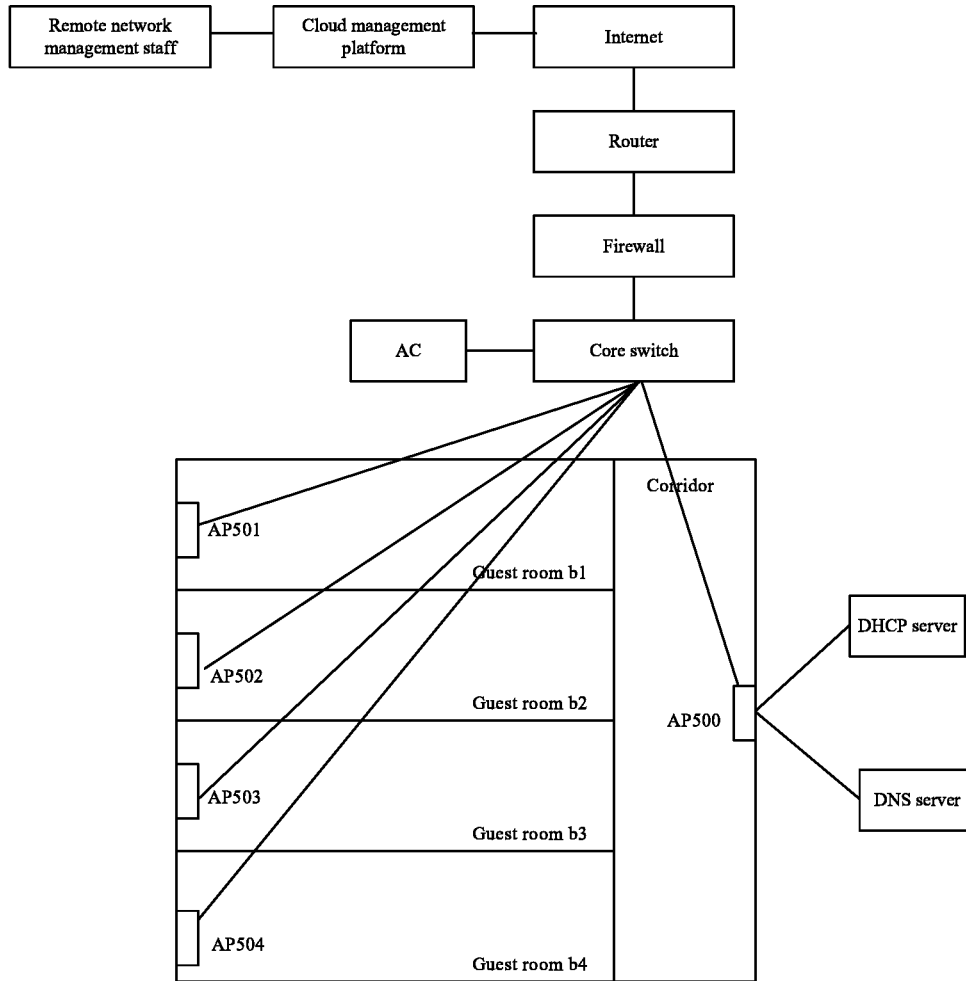 Remote network
management staff
Cloud management
platform
Internet
Router
Firewall
AC
Core switch
Corridor
AP501
Guest room b1
DHCP server
AP502
Guest room b2
AP500
AP503
DNS server
Guest room b3
AP504
Guest room b4